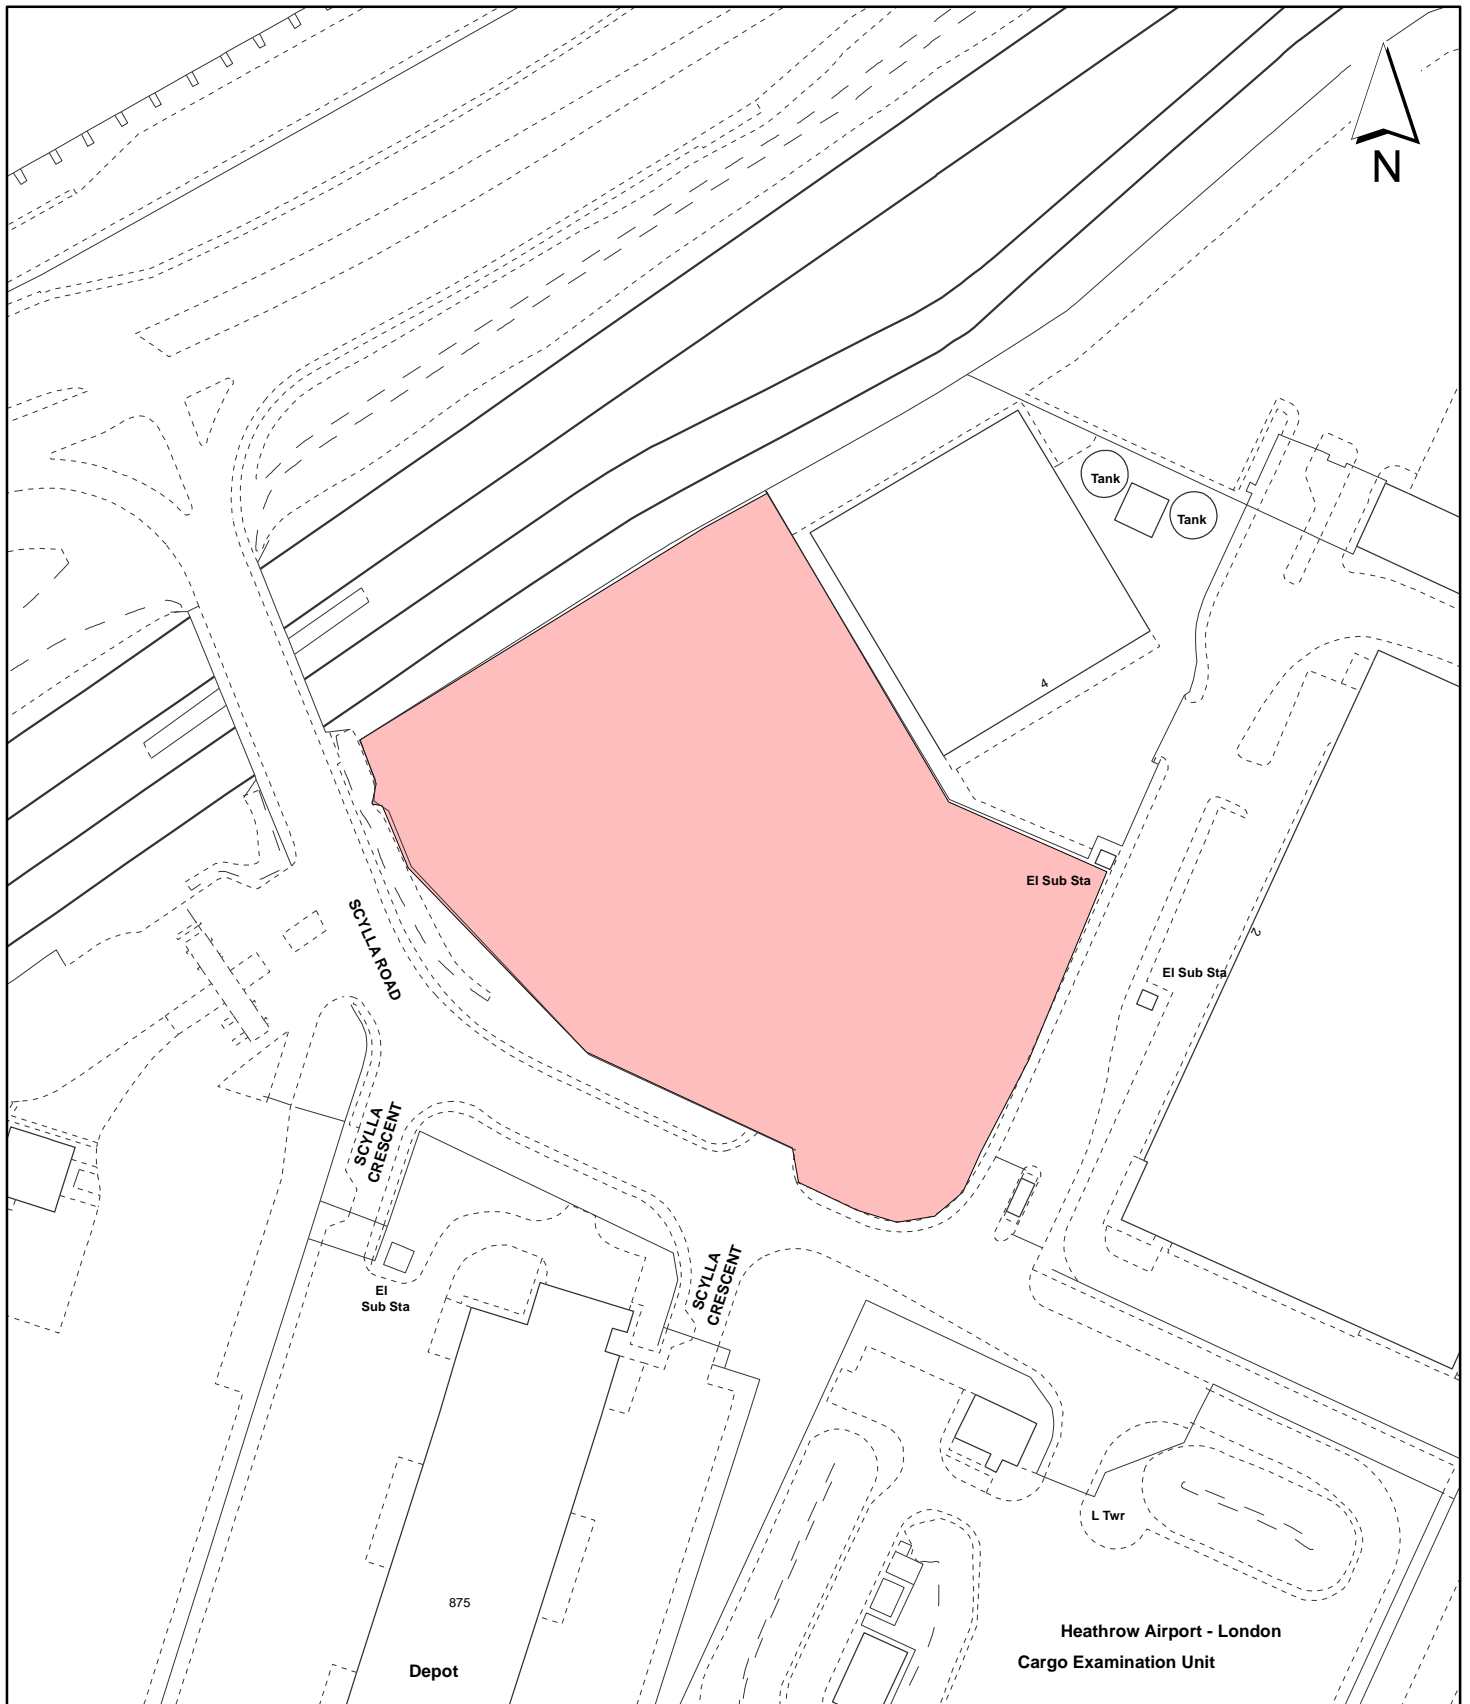 N
Tank
Tank
4
El Sub Sta
2
SCYLLA ROAD
El Sub Sta
SCYLLA
CRESCENT
SCYLLA
CRESCENT
El
Sub Sta
L Twr
875
Heathrow Airport - London
Cargo Examination Unit
Depot